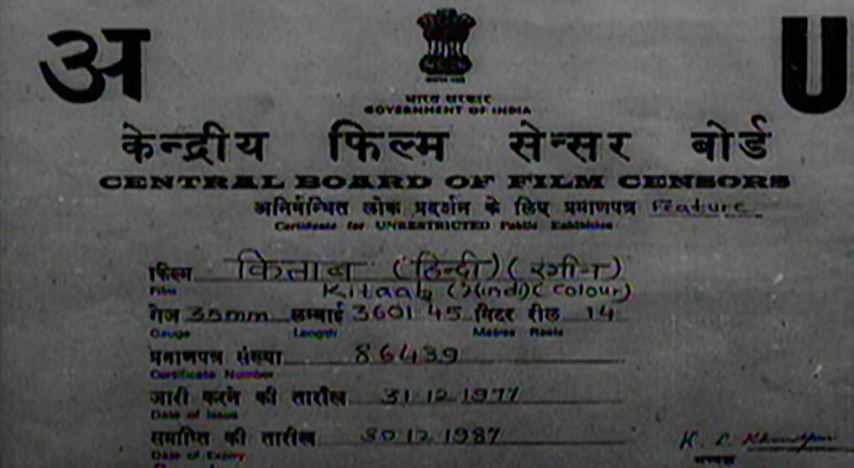 अ U
भारत सरकार
GOVERNMENT OF INDIA
केन्द्रीय फिल्म सेन्सर बोर्ड
CENTRAL BOARD OF FILM CENSORS
अनिर्बन्धित लोक प्रदर्शन के लिए प्रमाणपत्र Feature
Certificate for UNRESTRICTED Public Exhibition
फिल्म किताब (हिन्दी) (रंगीन)
Film Kitaab (Hindi) (Colour)
गेज 35mm लम्बाई 3601.45 मिटर रील 14
Gauge Length Metres Reels
प्रमाणपत्र संख्या 86439
Certificate Number
जारी करने की तारीख 31.12.1977
Date of Issue
समाप्ति की तारीख 30.12.1987
Date of Expiry
K. L.